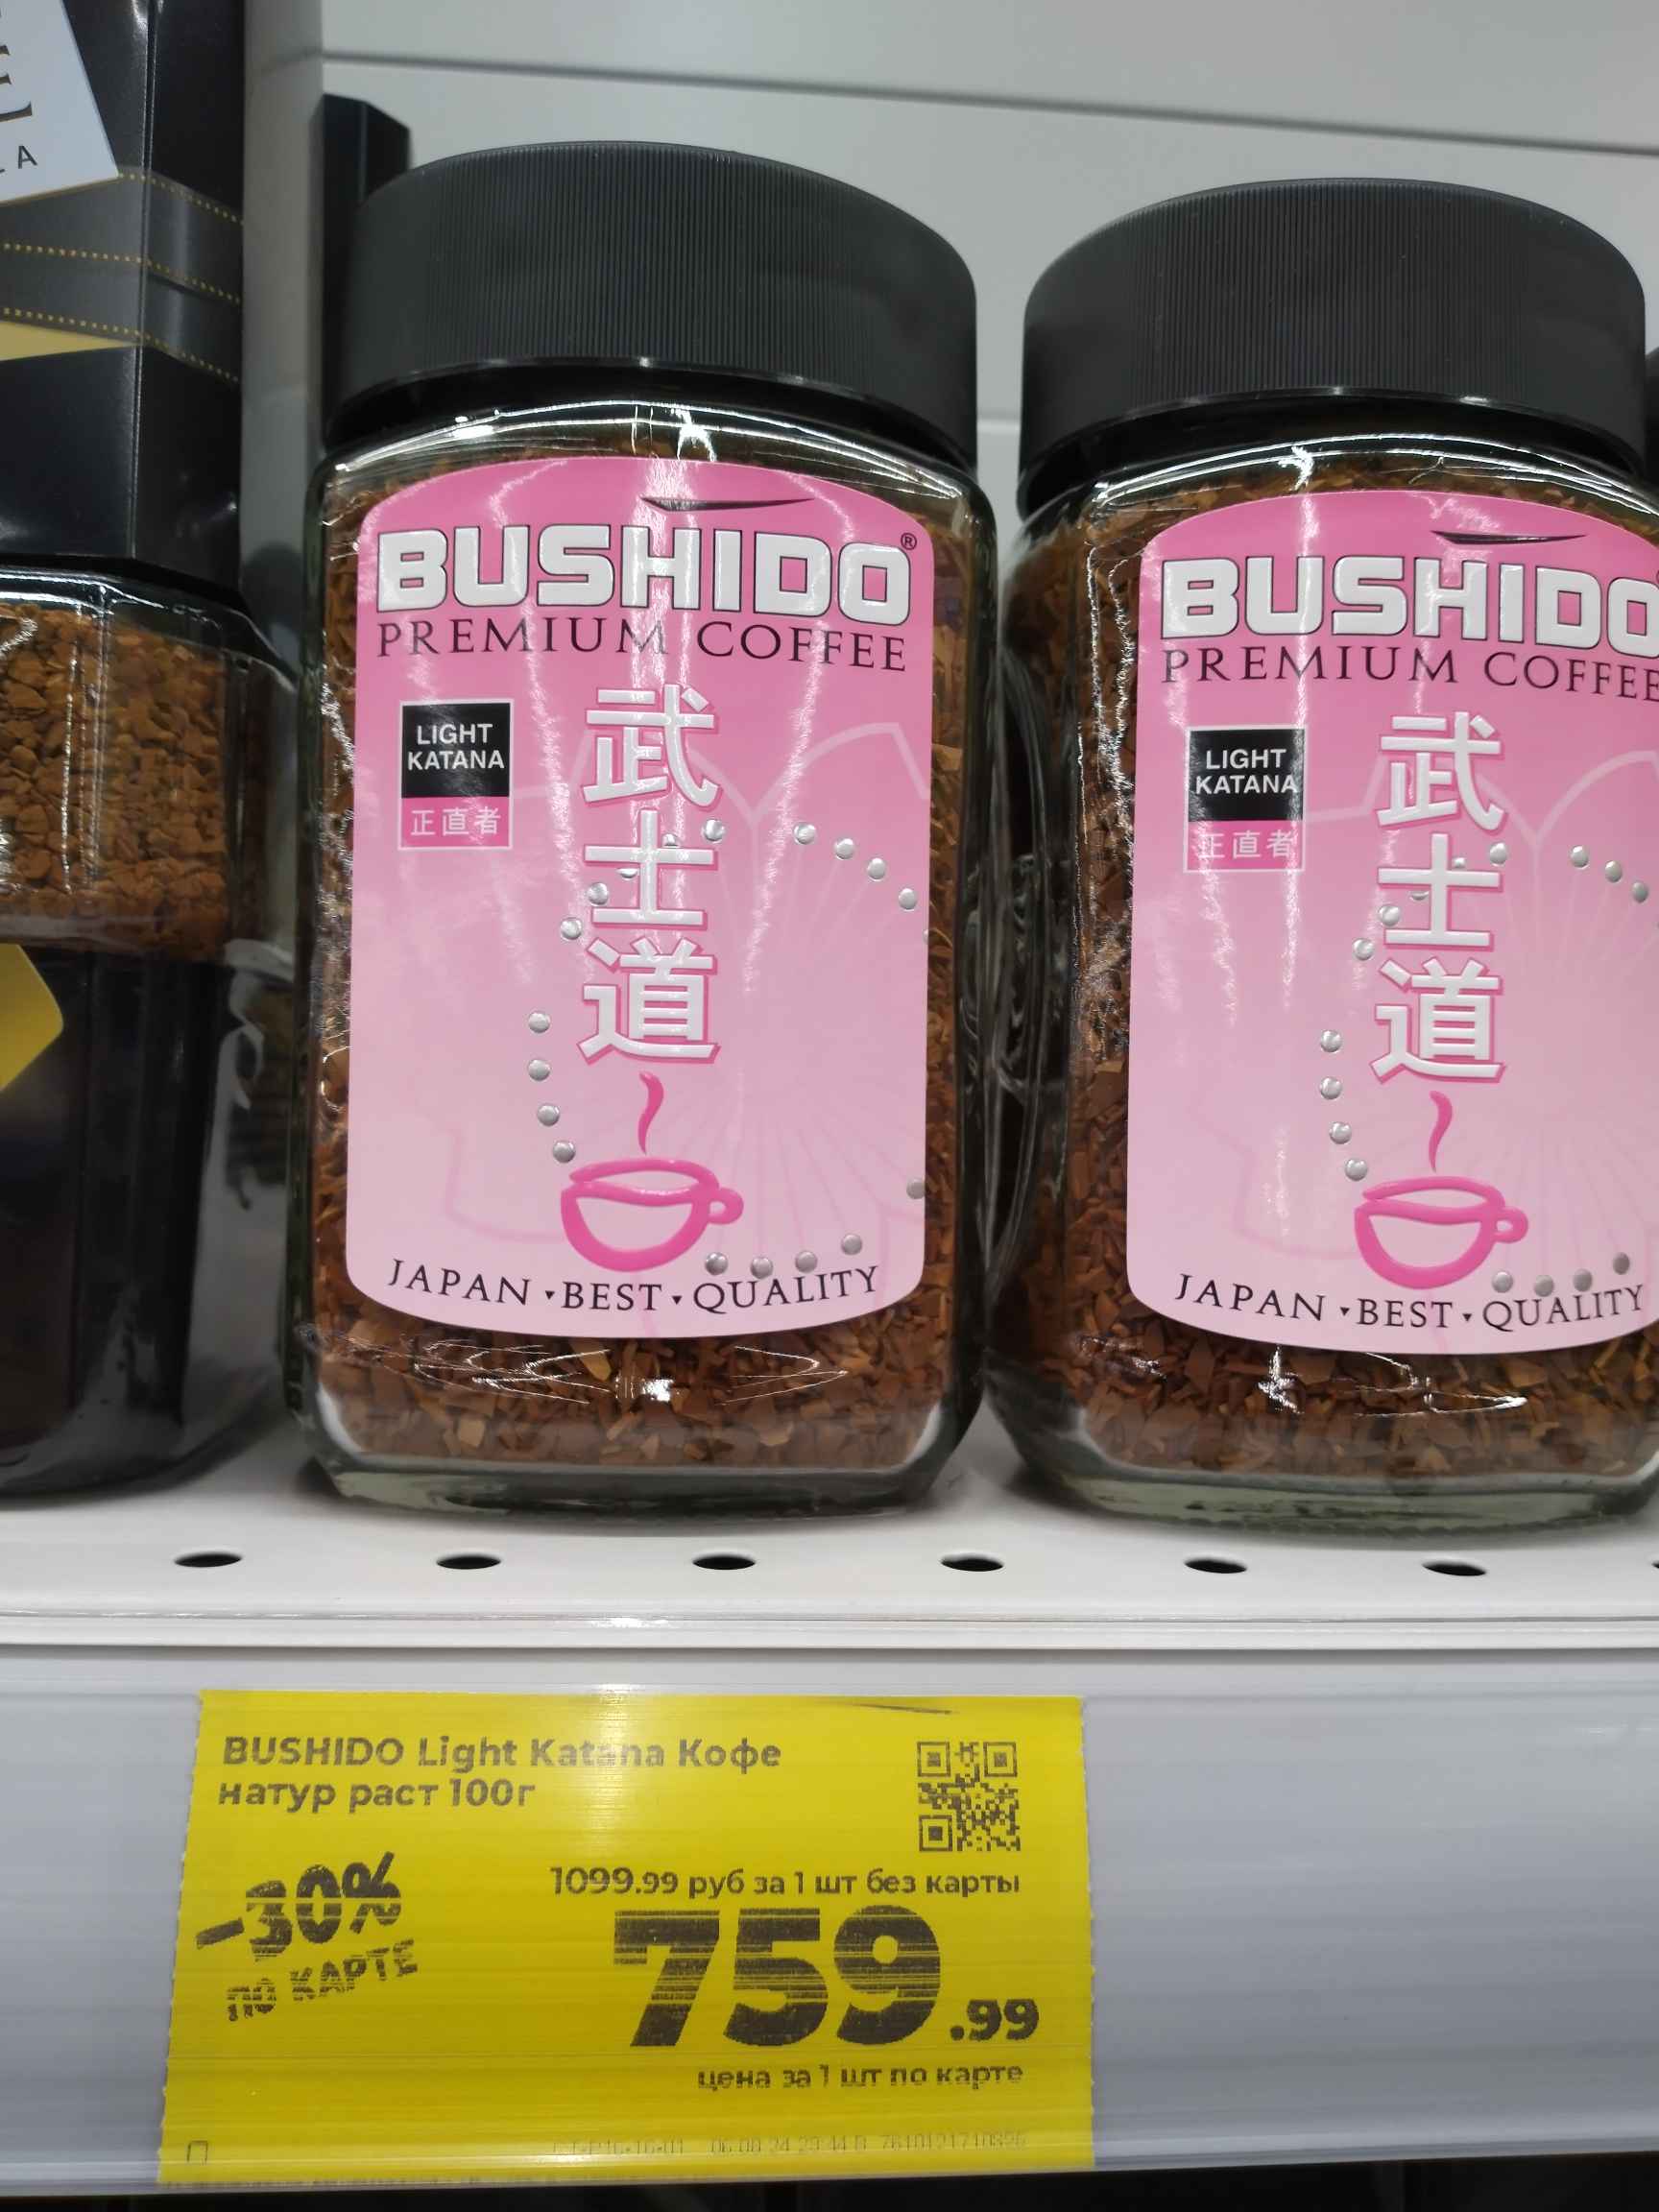 LA
BUSHIDO®
PREMIUM COFFEE
LIGHT
KATANA
正直者
武士道
JAPAN ▾ BEST ▾ QUALITY
BUSHIDO
PREMIUM COFFEE
LIGHT
KATANA
正直者
武士道
JAPAN ▾ BEST ▾ QUALITY
BUSHIDO Light Katana Кофе
натур раст 100г
-30%
ПО КАРТЕ
1099.99 руб за 1 шт без карты
759.99
цена за 1 шт по карте